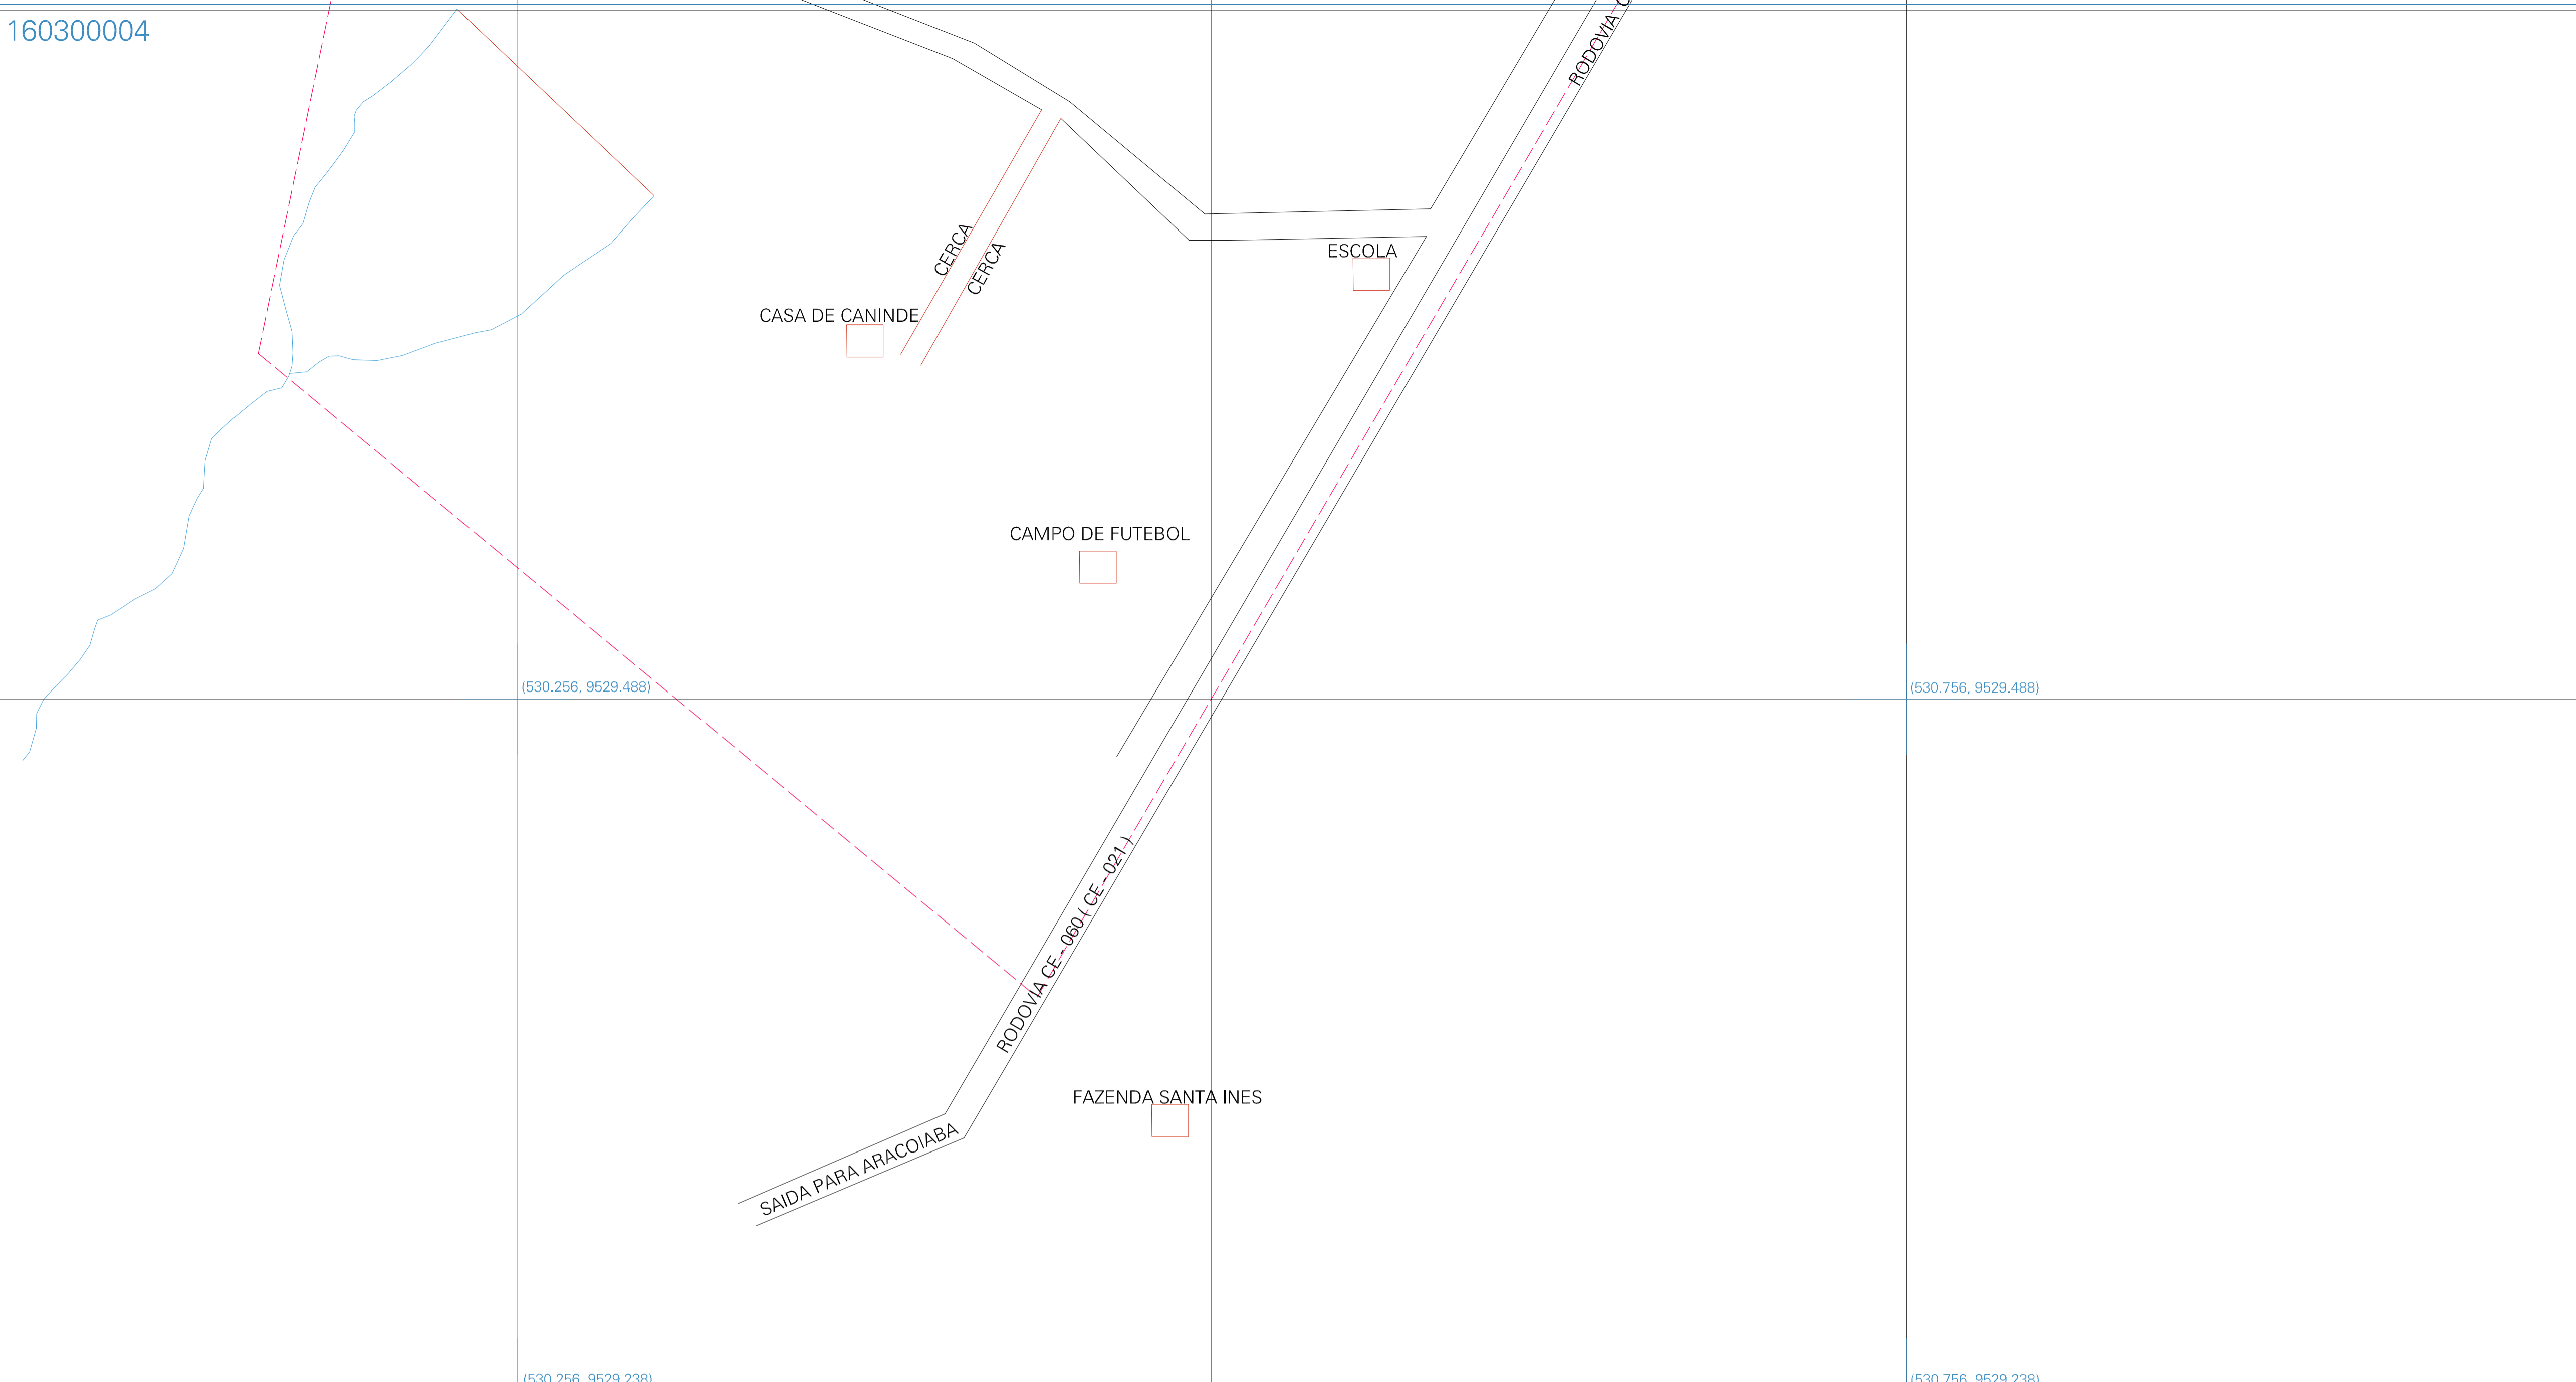 160300004
RODOVIA
ESCOLA
CERCA
CERCA
CASA DE CANINDE
CAMPO DE FUTEBOL
(530.256, 9529.488)
(530.756, 9529.488)
RODOVIA CE - 060 ( CE - 021 )
FAZENDA SANTA INES
SAIDA PARA ARACOIABA
(530.256, 9529.238)
(530.756, 9529.238)